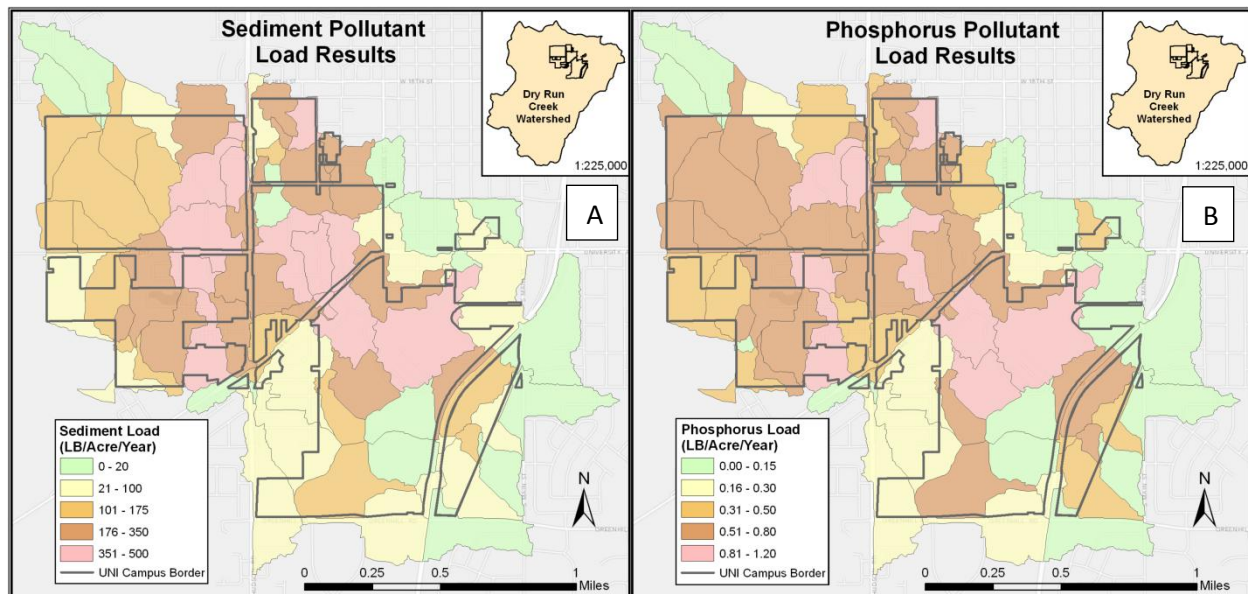 Sediment Pollutant
Load Results
Dry Run
Creek
Watershed
1:225,000
A
Sediment Load
(LB/Acre/Year)
0 - 20
21 - 100
101 - 175
176 - 350
351 - 500
UNI Campus Border
N
0 0.25 0.5 1
Miles
Phosphorus Pollutant
Load Results
Dry Run
Creek
Watershed
1:225,000
B
Phosphorus Load
(LB/Acre/Year)
0.00 - 0.15
0.16 - 0.30
0.31 - 0.50
0.51 - 0.80
0.81 - 1.20
UNI Campus Border
N
0 0.25 0.5 1
Miles